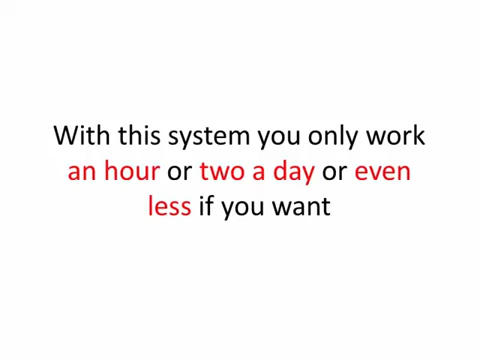 With this system you only work
an hour or two a day or even
less if you want